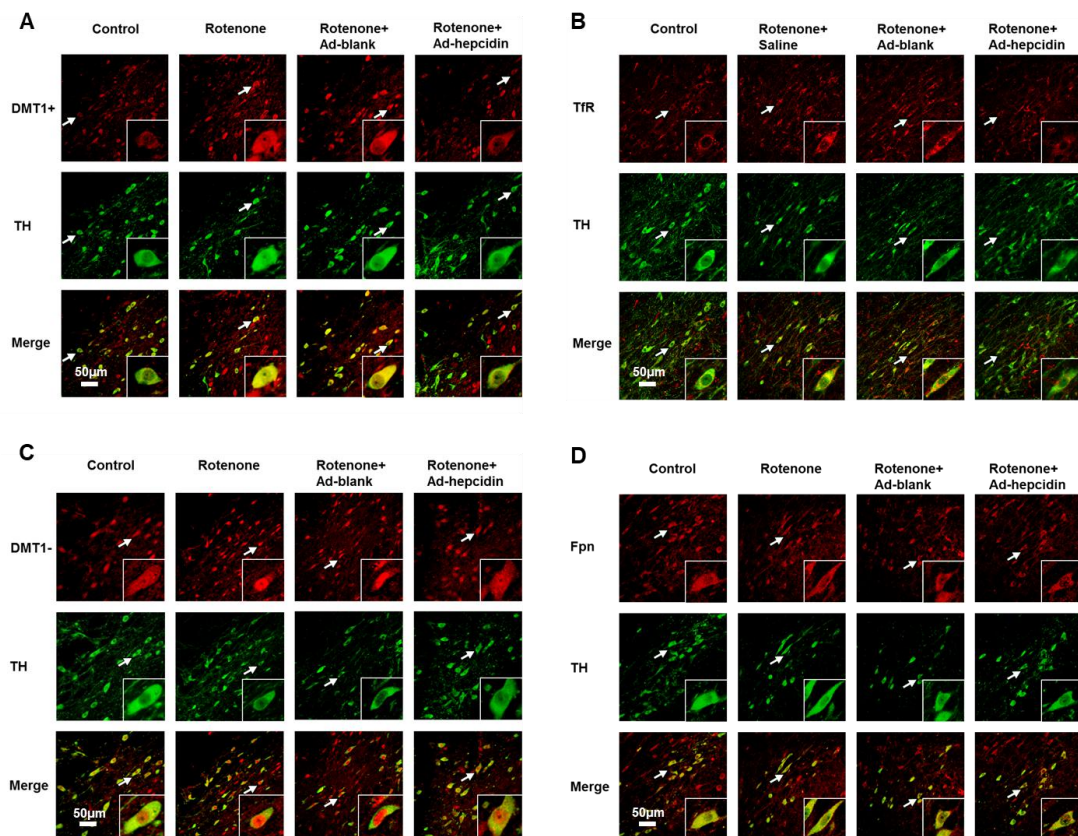 A
Control
Rotenone
Rotenone+
Ad-blank
Rotenone+
Ad-hepcidin
DMT1+
TH
Merge
50μm
B
Control
Rotenone+
Saline
Rotenone+
Ad-blank
Rotenone+
Ad-hepcidin
TfR
TH
Merge
50μm
C
Control
Rotenone
Rotenone+
Ad-blank
Rotenone+
Ad-hepcidin
DMT1-
TH
Merge
50μm
D
Control
Rotenone
Rotenone+
Ad-blank
Rotenone+
Ad-hepcidin
Fpn
TH
Merge
50μm